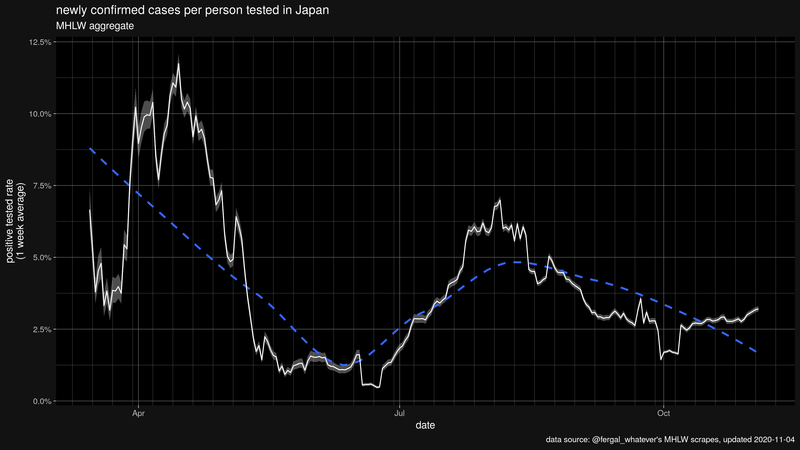 newly confirmed cases per person tested in Japan
MHLW aggregate
12.5%
10.0%
7.5%
5.0%
2.5%
0.0%
positive tested rate
(1 week average)
Apr
Jul
Oct
date
data source: @fergal_whatever's MHLW scrapes, updated 2020-11-04